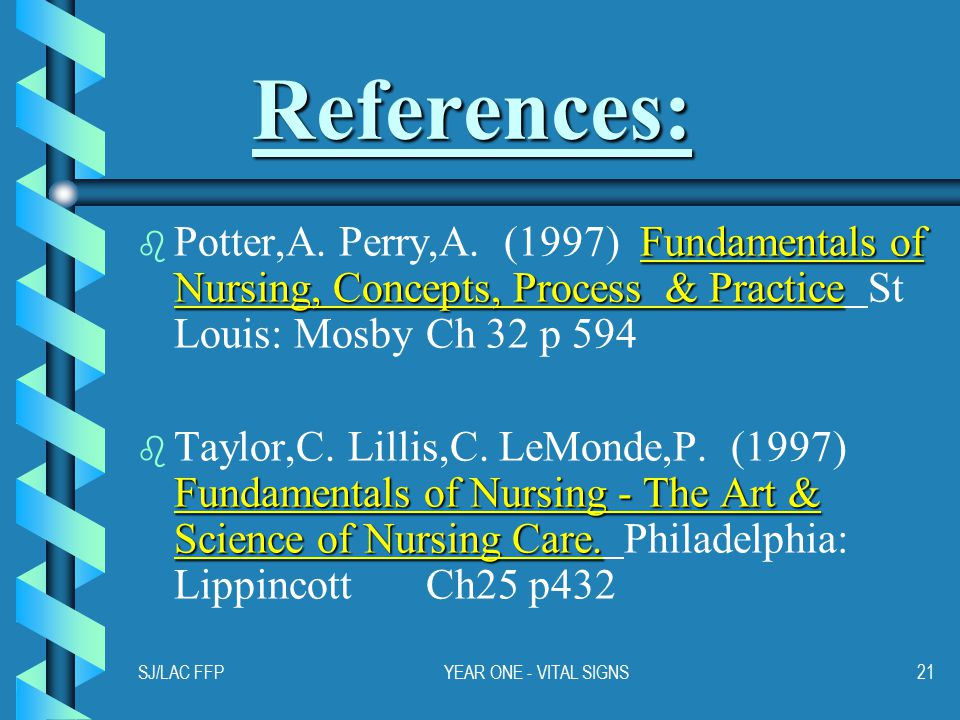 References:
Potter,A. Perry,A. (1997) Fundamentals of
Nursing, Concepts, Process & Practice St
Louis: Mosby Ch 32 p 594
Taylor,C. Lillis,C. LeMonde,P. (1997)
Fundamentals of Nursing - The Art &
Science of Nursing Care. Philadelphia:
Lippincott Ch25 p432
SJ/LAC FFP YEAR ONE - VITAL SIGNS 21